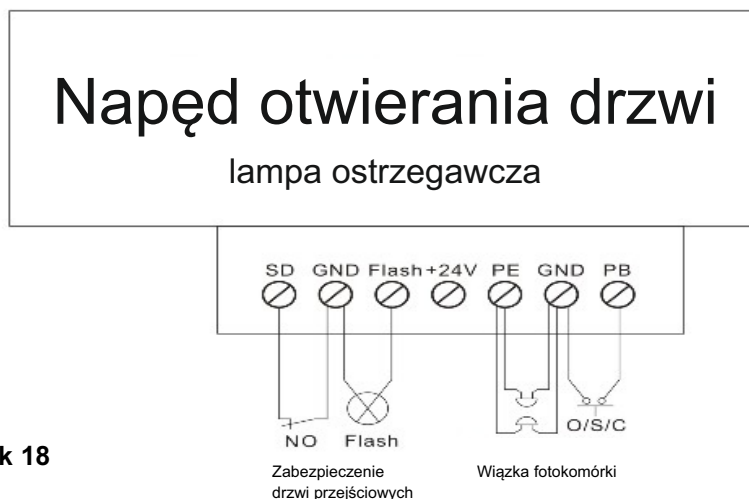 Napęd otwierania drzwi
lampa ostrzegawcza
SD GND Flash +24V PE GND PB
NO Flash O/S/C
k 18
Zabezpieczenie Wiązka fotokomórki
drzwi przejściowych